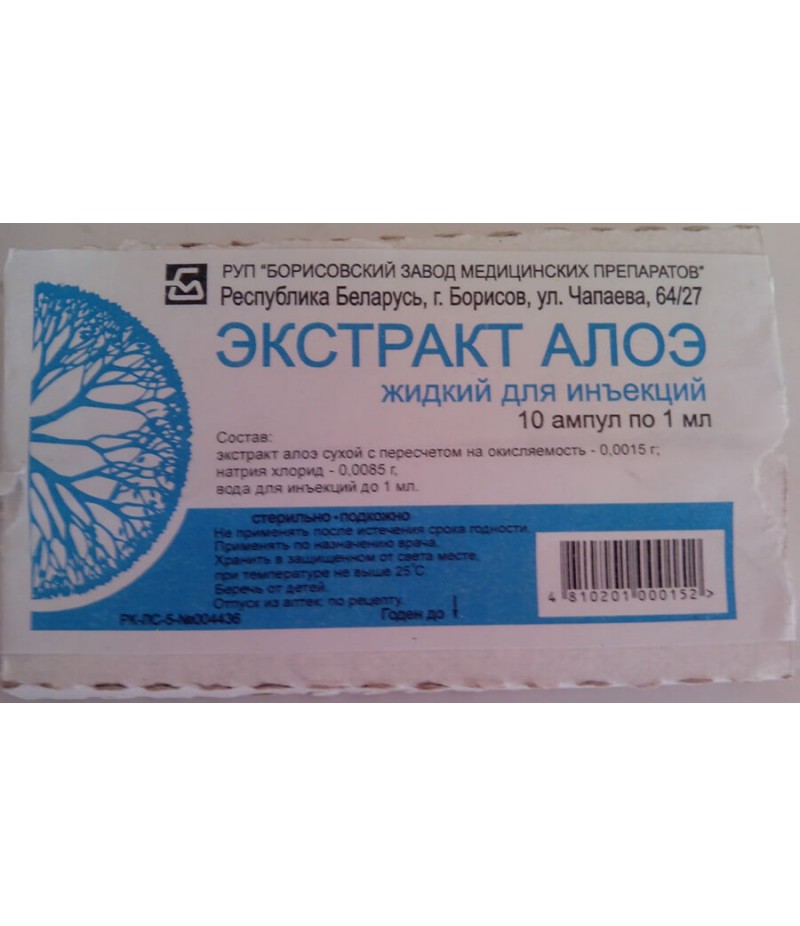 РУП "БОРИСОВСКИЙ ЗАВОД МЕДИЦИНСКИХ ПРЕПАРАТОВ"
Республика Беларусь, г. Борисов, ул. Чапаева, 64/27
ЭКСТРАКТ АЛОЭ
жидкий для инъекций
10 ампул по 1 мл
Состав:
экстракт алоэ сухой с пересчетом на окисляемость - 0,0015 г;
натрия хлорид - 0,0085 г,
вода для инъекций до 1 мл.
стерильно•подкожно
Не применять после истечения срока годности.
Применять по назначению врача.
Хранить в защищенном от света месте,
при температуре не выше 25°С
Беречь от детей.
Отпуск из аптек: по рецепту.
РК-ЛС-5-№004436
Годен до
4 810201 000152 >